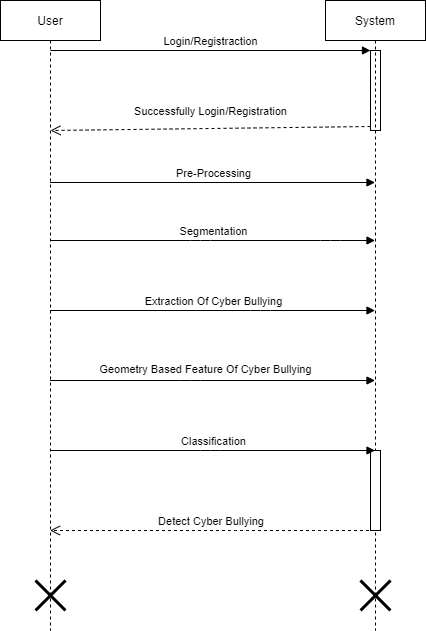 User
System
Login/Registraction
Successfully Login/Registration
Pre-Processing
Segmentation
Extraction Of Cyber Bullying
Geometry Based Feature Of Cyber Bullying
Classification
Detect Cyber Bullying